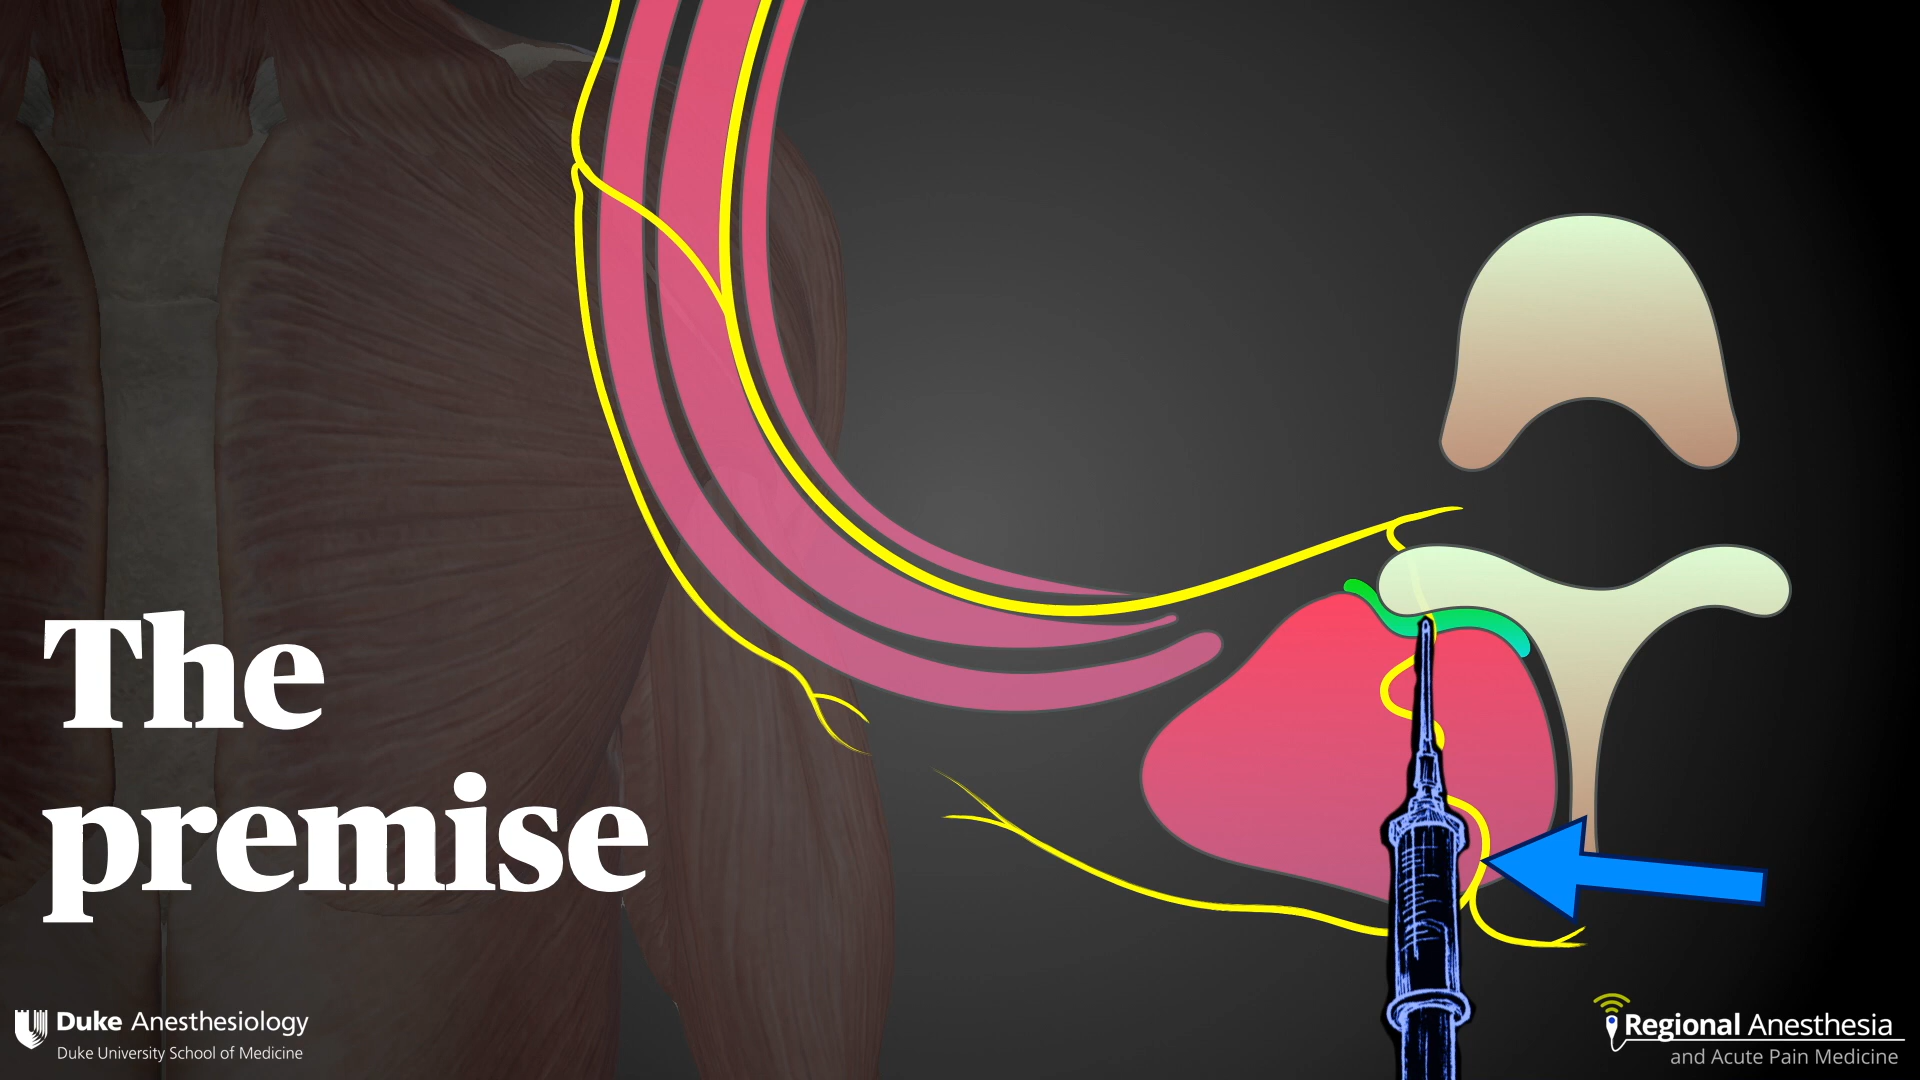 The
premise
Duke Anesthesiology
Duke University School of Medicine
Regional Anesthesia
and Acute Pain Medicine